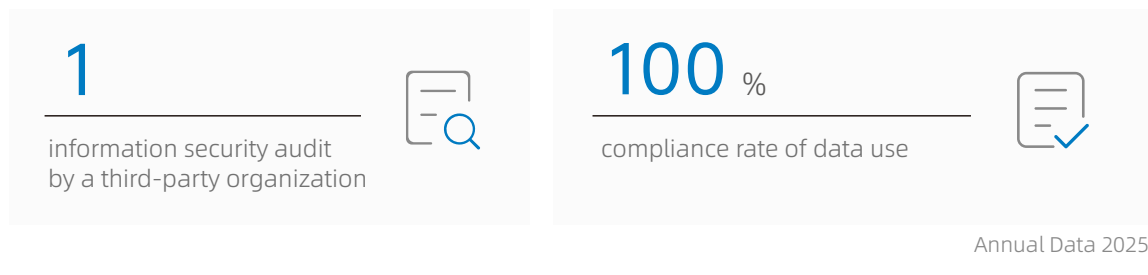 1
information security audit
by a third-party organization
100 %
compliance rate of data use
Annual Data 2025